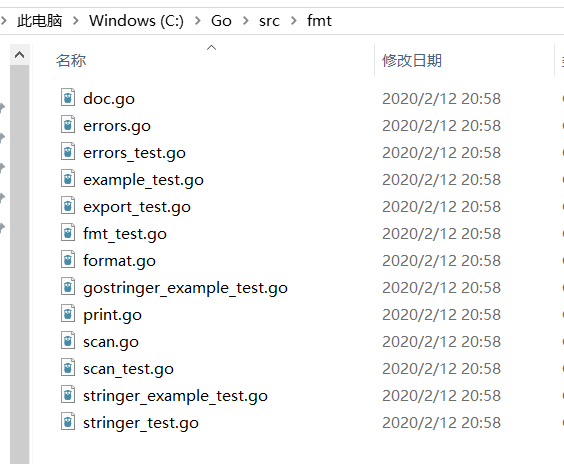 此电脑 > Windows (C:) > Go > src > fmt
名称 修改日期
doc.go 2020/2/12 20:58
errors.go 2020/2/12 20:58
errors_test.go 2020/2/12 20:58
example_test.go 2020/2/12 20:58
export_test.go 2020/2/12 20:58
fmt_test.go 2020/2/12 20:58
format.go 2020/2/12 20:58
gostringer_example_test.go 2020/2/12 20:58
print.go 2020/2/12 20:58
scan.go 2020/2/12 20:58
scan_test.go 2020/2/12 20:58
stringer_example_test.go 2020/2/12 20:58
stringer_test.go 2020/2/12 20:58